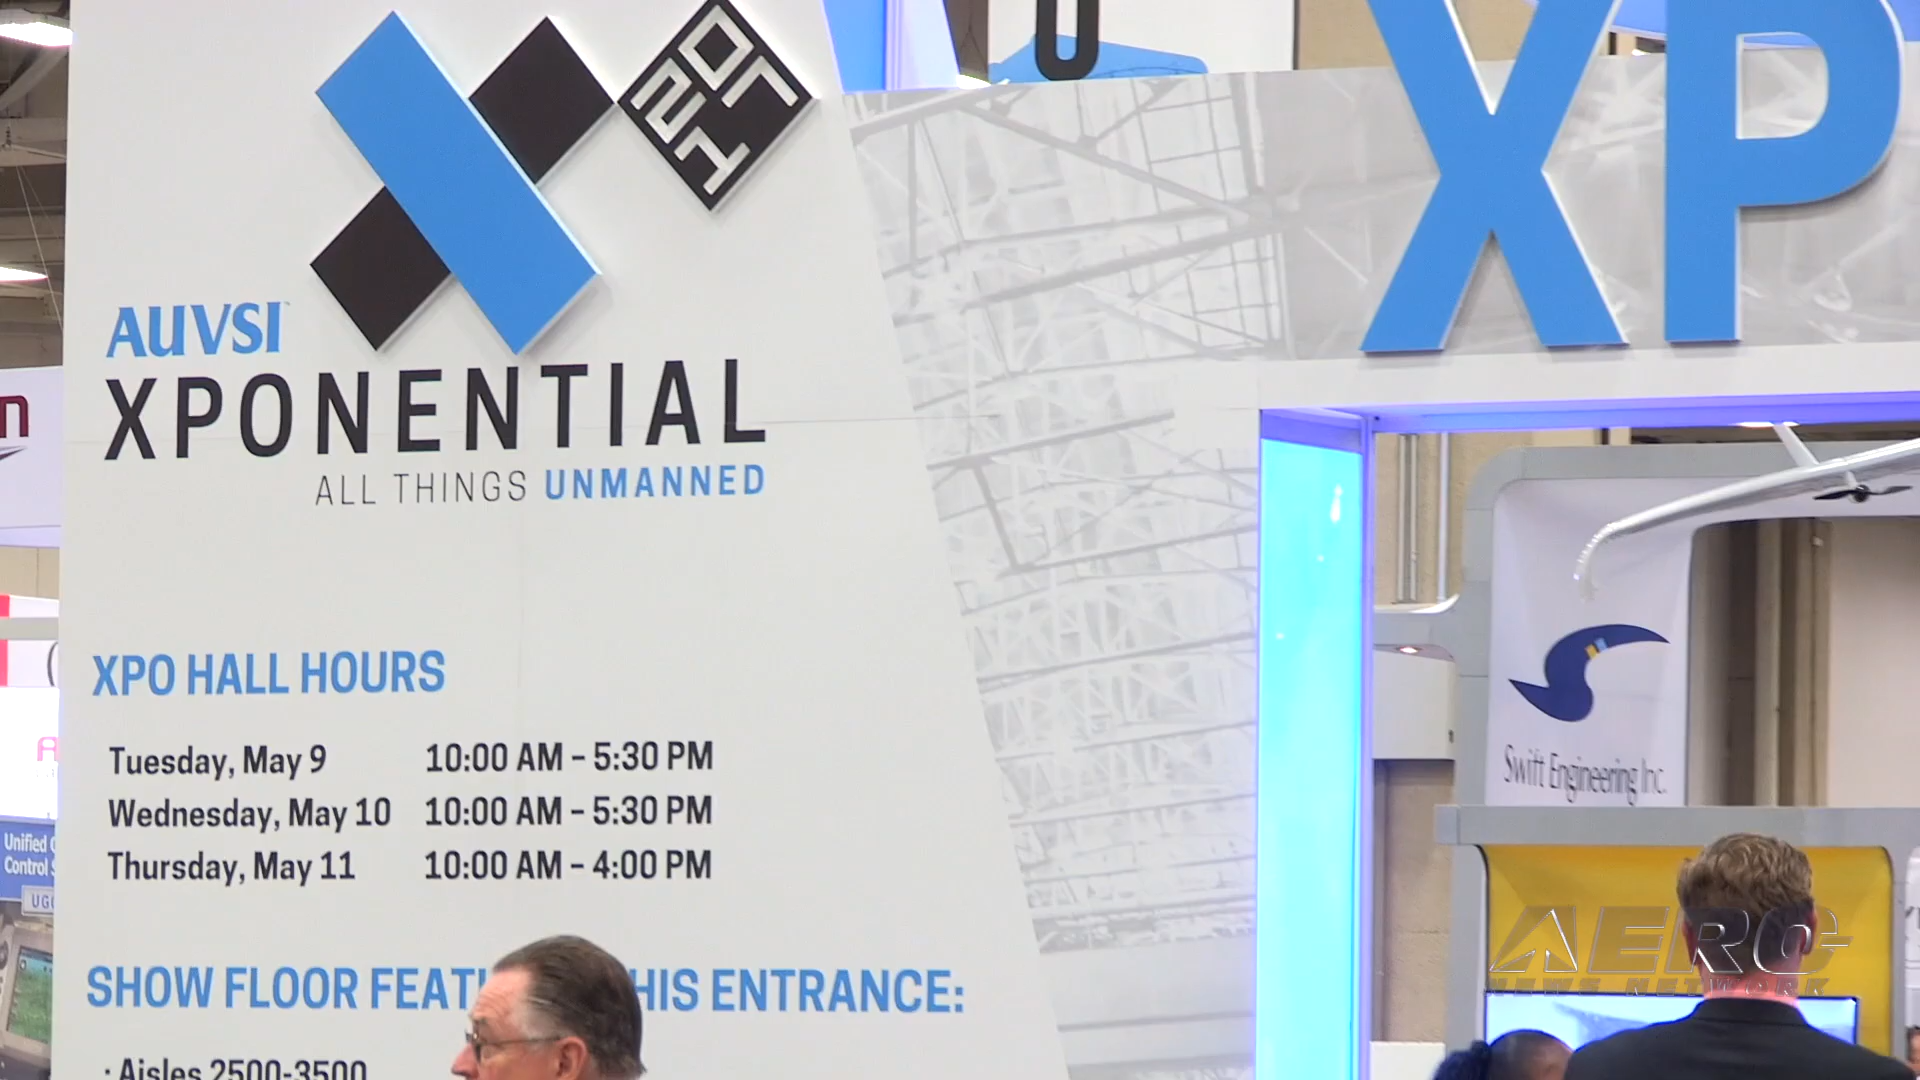 2017
AUVSI
XPONENTIAL
ALL THINGS UNMANNED
XPO HALL HOURS
Tuesday, May 9 10:00 AM – 5:30 PM
Wednesday, May 10 10:00 AM – 5:30 PM
Thursday, May 11 10:00 AM – 4:00 PM
SHOW FLOOR HIS ENTRANCE:
· Aisles 2500-3500
XP
Swift Engineering Inc.
Unified
Control
AERO
NEWS NETWORK